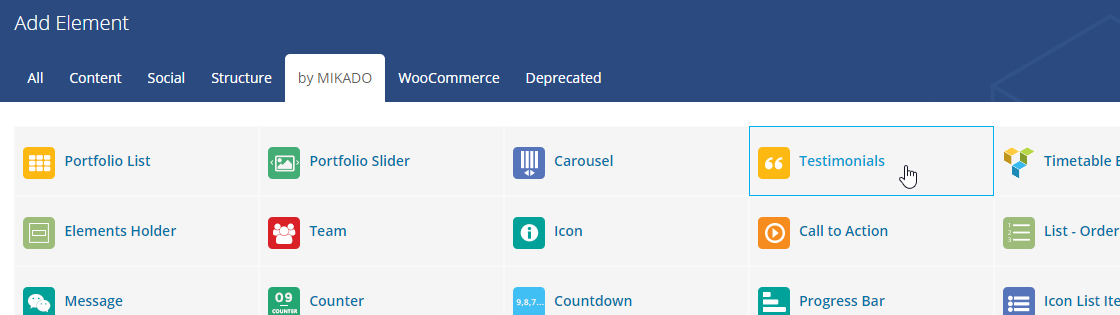 Add Element
All Content Social Structure by MIKADO WooCommerce Deprecated
Portfolio List Portfolio Slider Carousel Testimonials Timetable
Elements Holder Team Icon Call to Action List - Order
Message 09 COUNTER Counter 9,8,7... Countdown Progress Bar Icon List